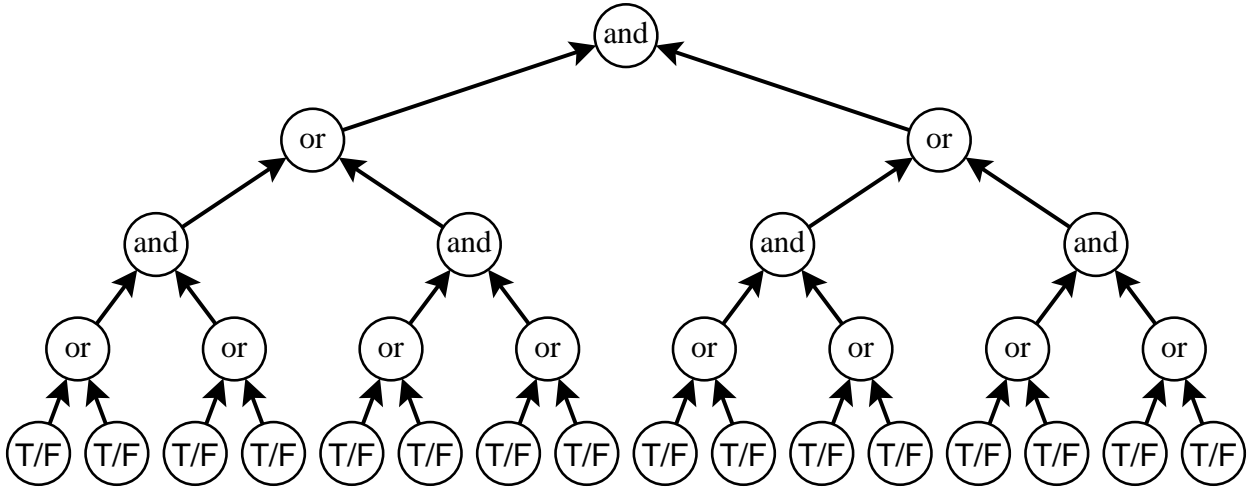 and
or or
and and and and
or or or or or or or or
T/F T/F T/F T/F T/F T/F T/F T/F T/F T/F T/F T/F T/F T/F T/F T/F